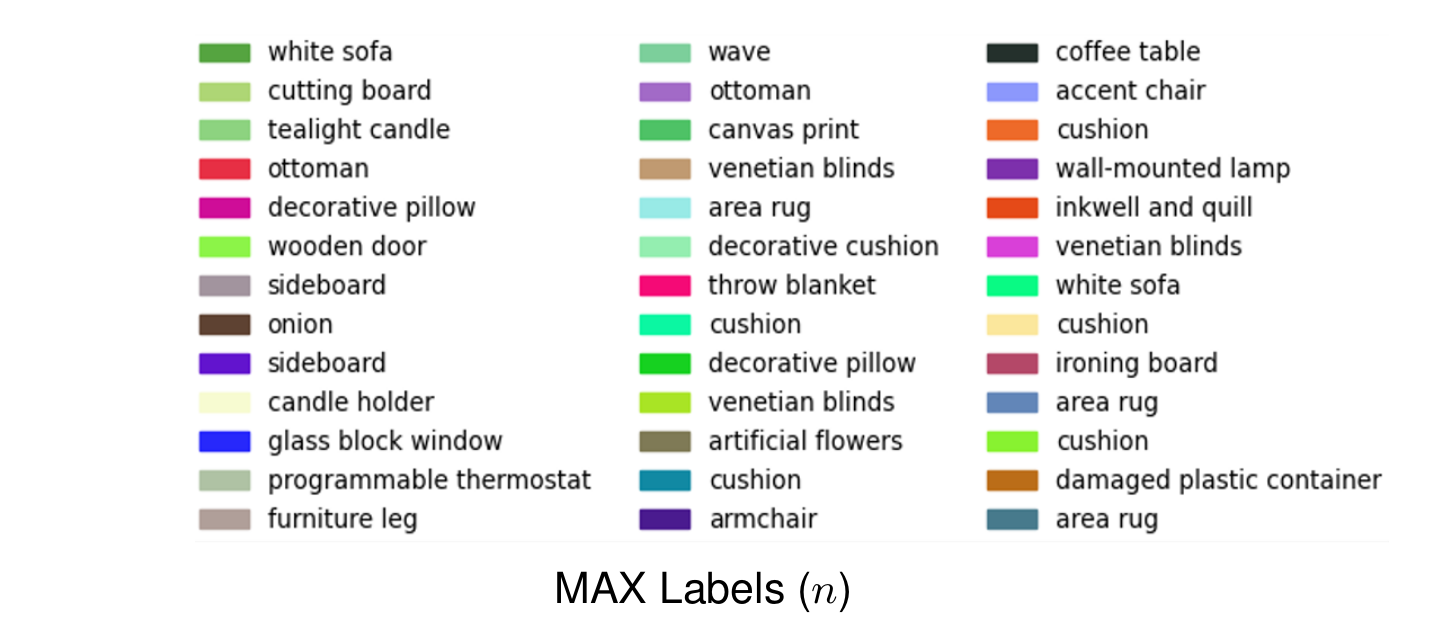 white sofa
cutting board
tealight candle
ottoman
decorative pillow
wooden door
sideboard
onion
sideboard
candle holder
glass block window
programmable thermostat
furniture leg
wave
ottoman
canvas print
venetian blinds
area rug
decorative cushion
throw blanket
cushion
decorative pillow
venetian blinds
artificial flowers
cushion
armchair
coffee table
accent chair
cushion
wall-mounted lamp
inkwell and quill
venetian blinds
white sofa
cushion
ironing board
area rug
cushion
damaged plastic container
area rug
MAX Labels (n)